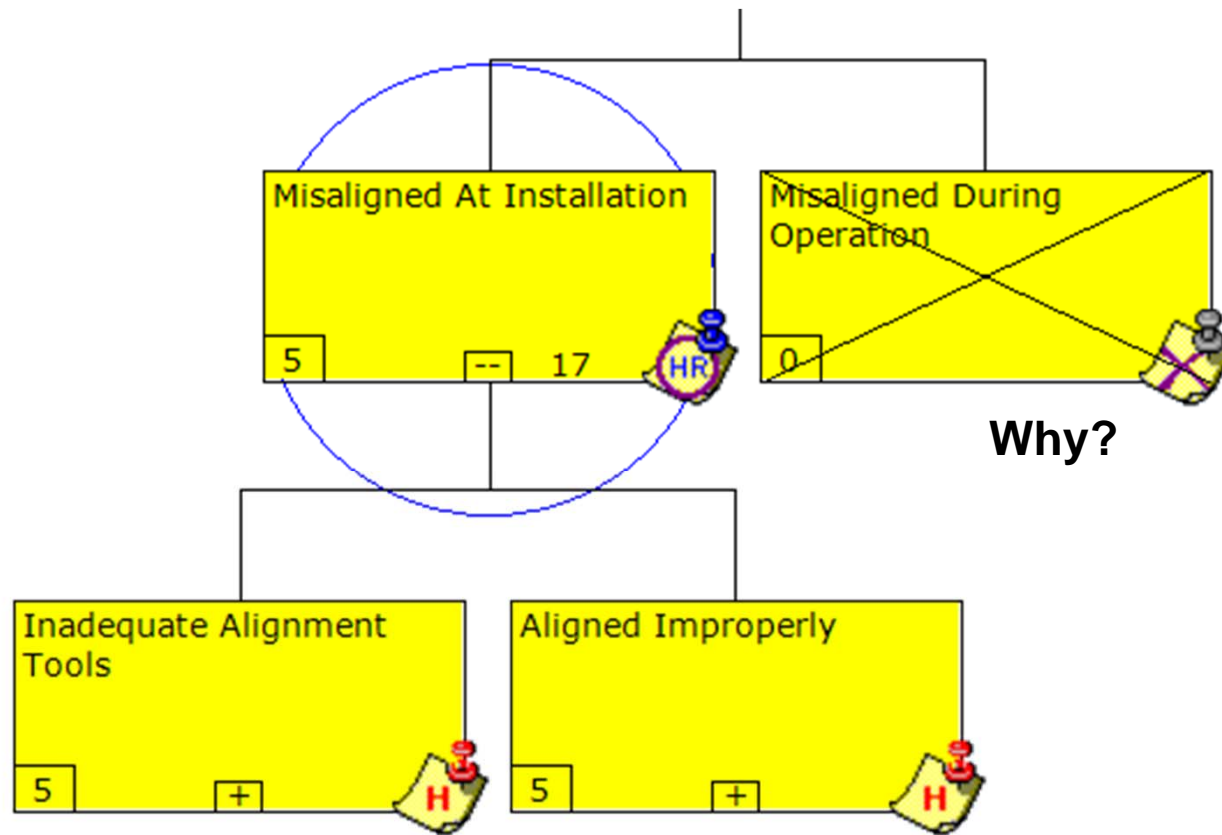 Misaligned At Installation
Misaligned During
Operation
5
--
17
HR
0
Why?
Inadequate Alignment
Tools
Aligned Improperly
5
+
H
5
+
H